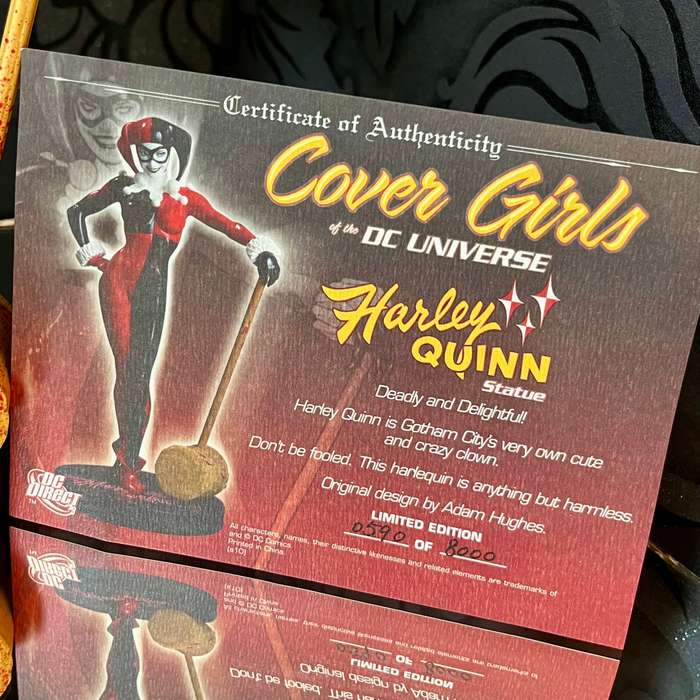 Certificate of Authenticity
Cover Girls
of the DC UNIVERSE
Harley
QUINN
Statue
Deadly and Delightful!
Harley Quinn is Gotham City's very own cute
and crazy clown.
Don't be fooled. This harlequin is anything but harmless.
Original design by Adam Hughes.
LIMITED EDITION
0590 OF 8000
DC
DIRECT
TM
All characters, names, their distinctive likenesses and related elements are trademarks of
and © DC Comics
Printed in China
(s10)